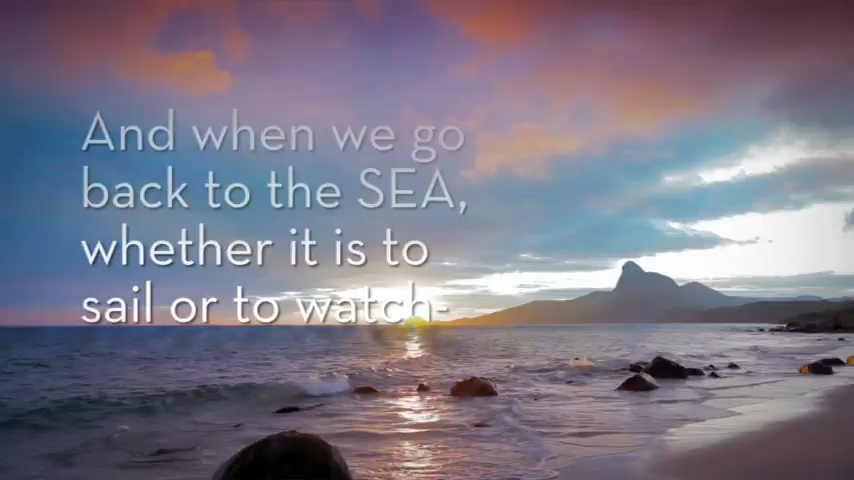 And when we go
back to the SEA,
whether it is to
sail or to watch-